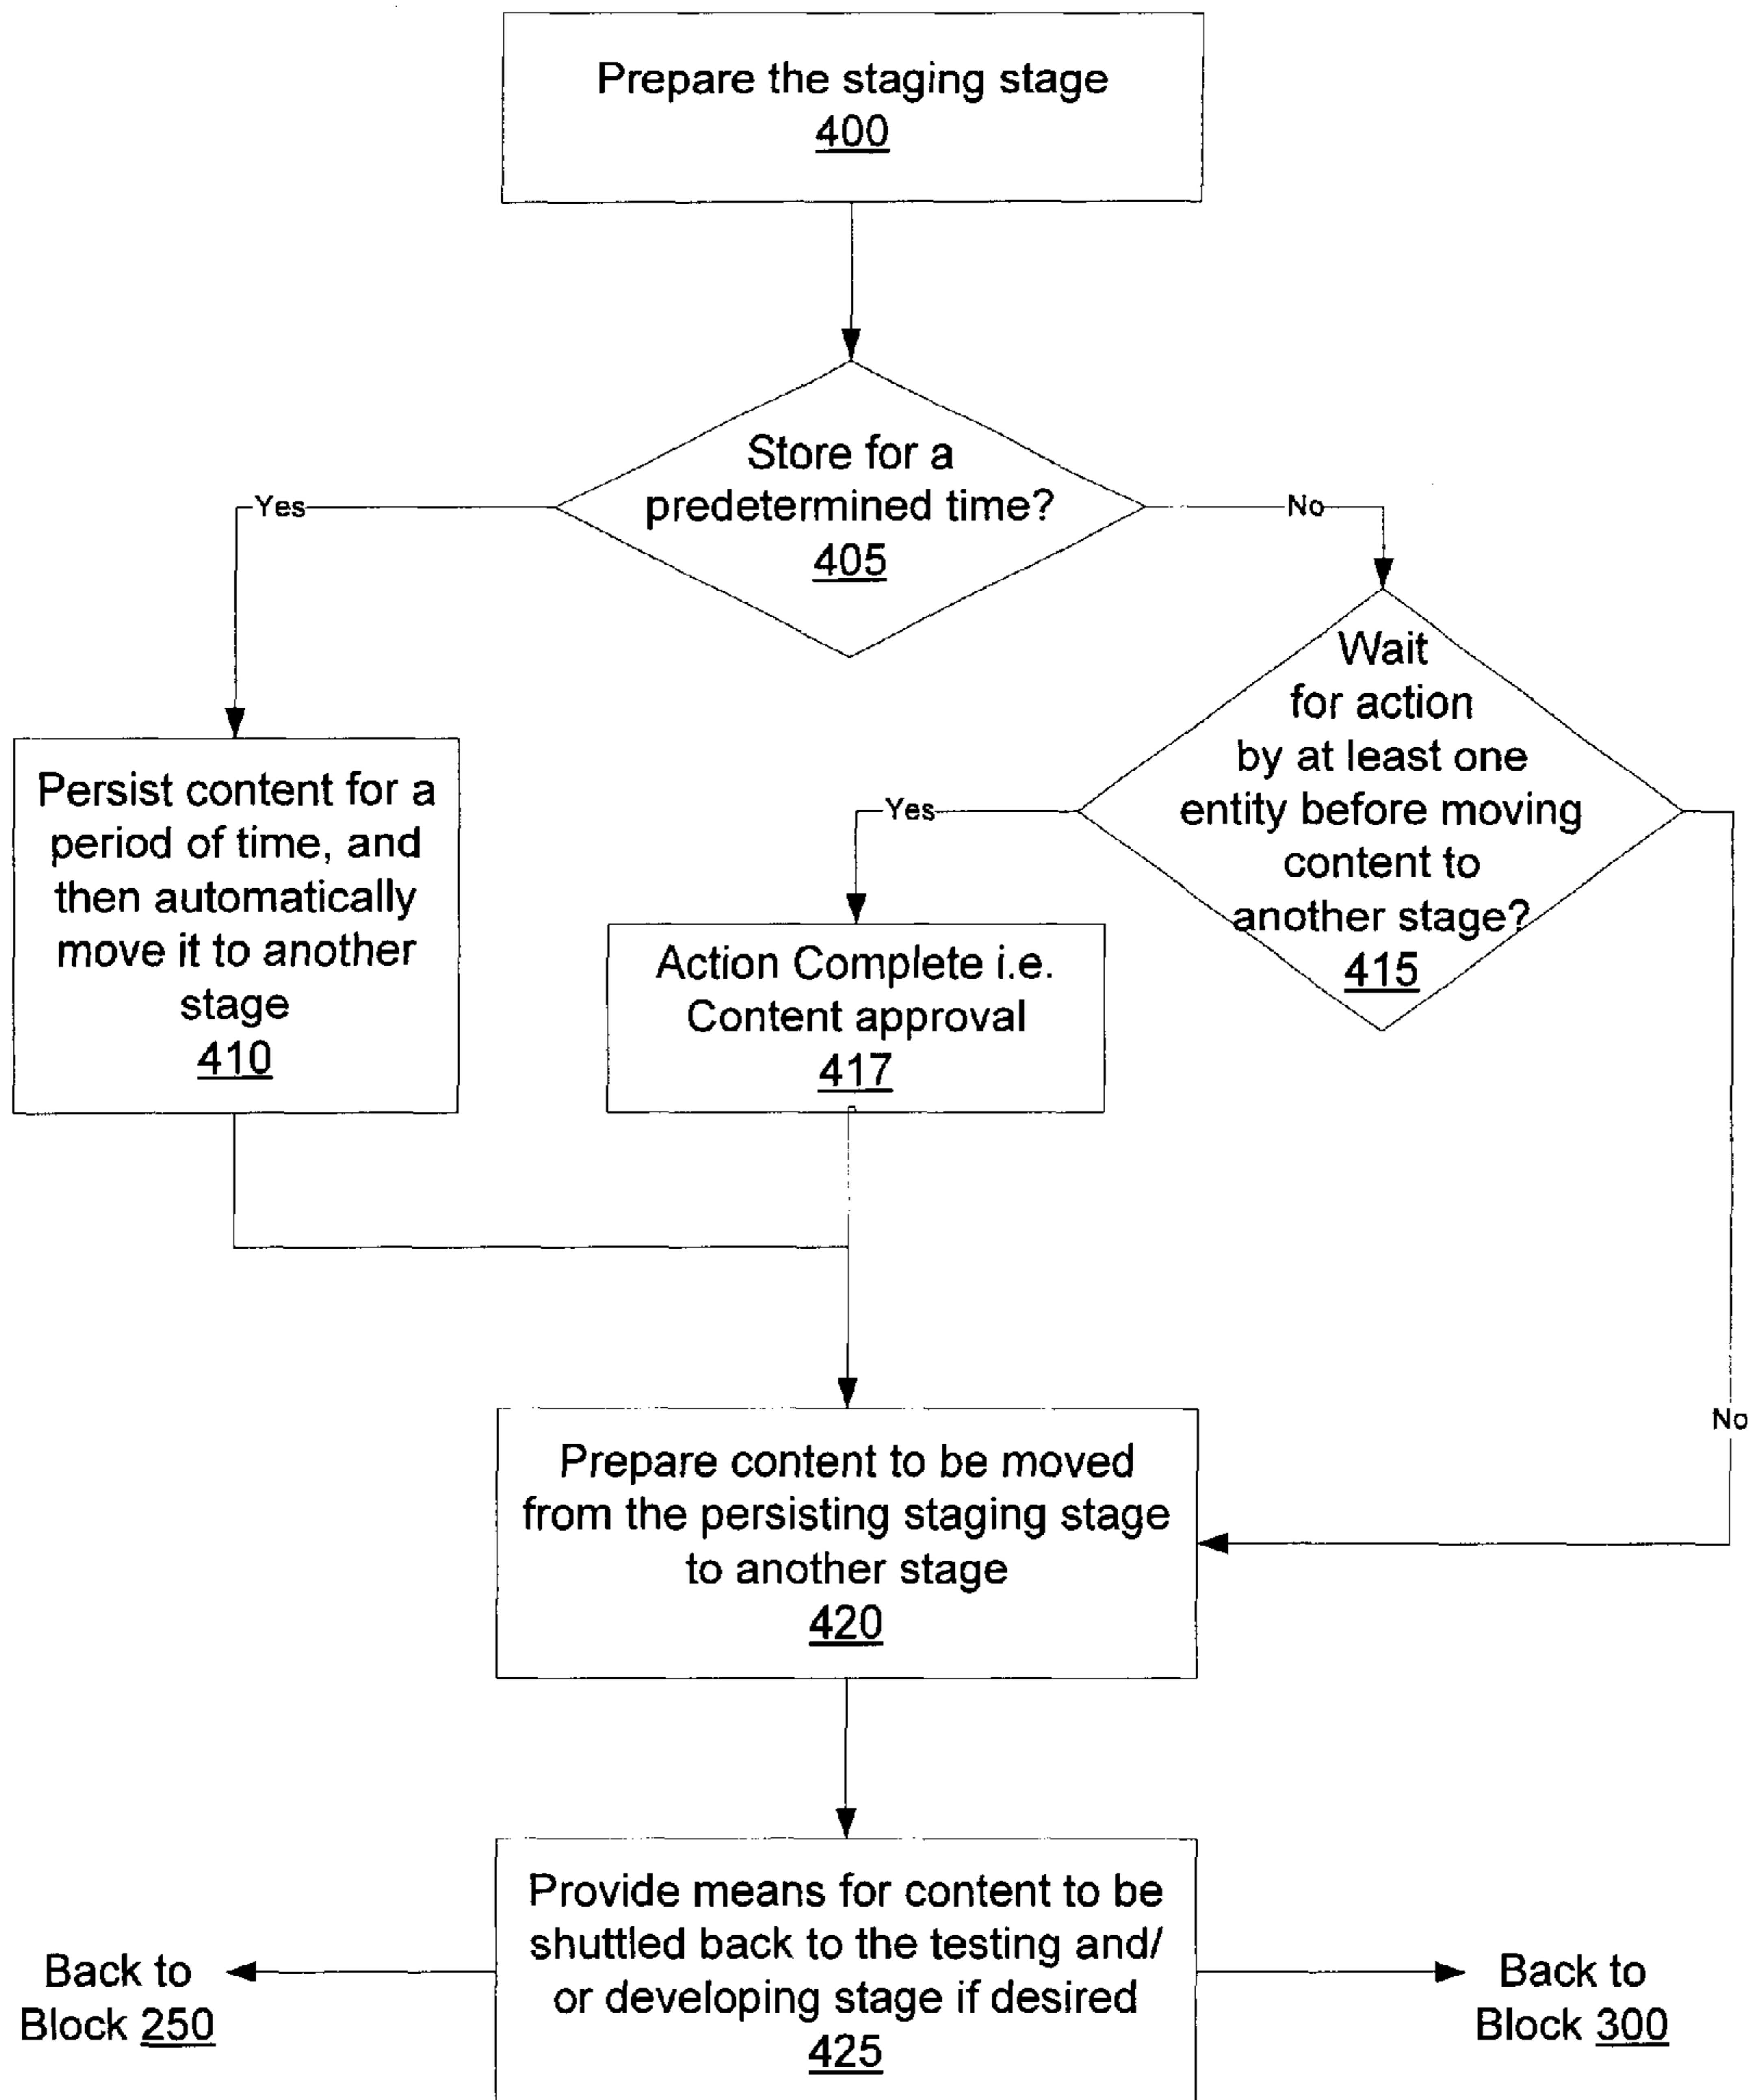 Prepare the staging stage
400
Store for a
predetermined time?
405
Yes
No
Wait
for action
by at least one
entity before moving
content to
another stage?
415
Yes
No
Persist content for a
period of time, and
then automatically
move it to another
stage
410
Action Complete i.e.
Content approval
417
Prepare content to be moved
from the persisting staging stage
to another stage
420
Provide means for content to be
shuttled back to the testing and/
or developing stage if desired
425
Back to
Block 250
Back to
Block 300